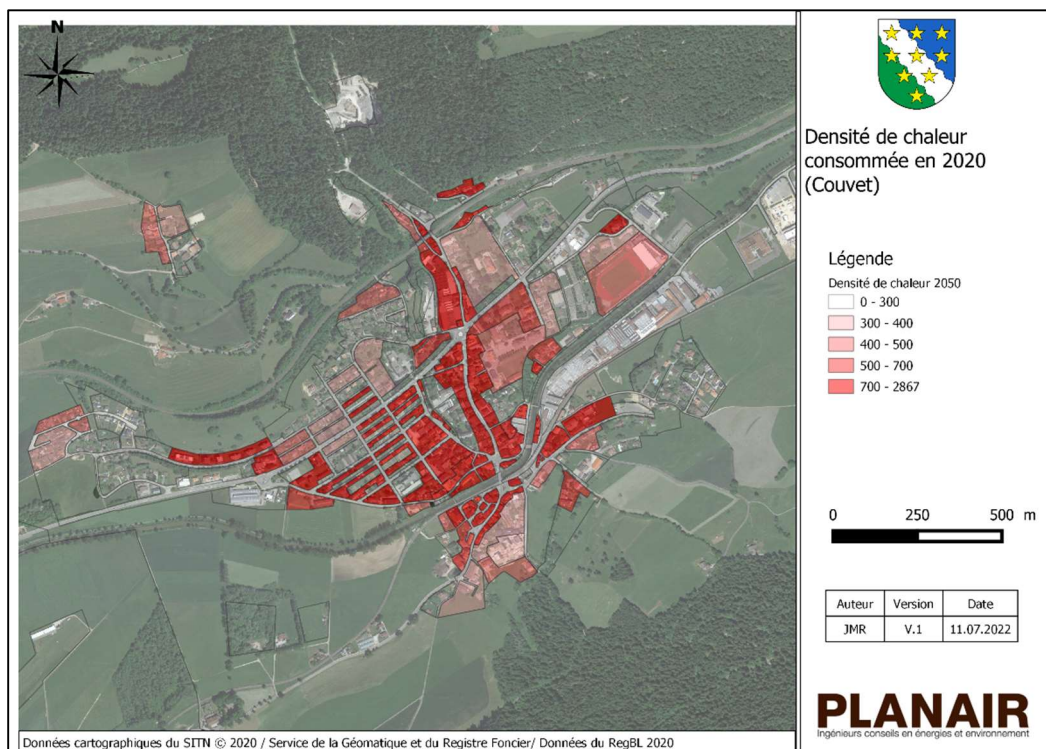 N
Densité de chaleur
consommée en 2020
(Couvet)
Légende
Densité de chaleur 2050
0 - 300
300 - 400
400 - 500
500 - 700
700 - 2867
0 250 500 m
Auteur Version Date
JMR V.1 11.07.2022
PLANAIR
Ingénieurs conseils en énergies et environnement
Données cartographiques du SITN © 2020 / Service de la Géomatique et du Registre Foncier/ Données du RegBL 2020